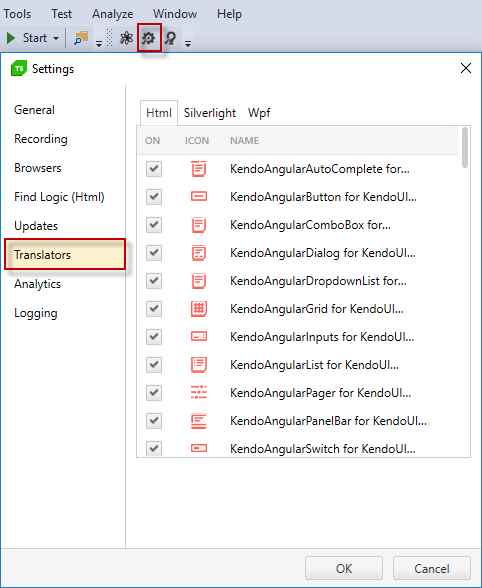 Tools Test Analyze Window Help
Start
TS Settings
General
Recording
Browsers
Find Logic (Html)
Updates
Translators
Analytics
Logging
Html Silverlight Wpf
ON ICON NAME
KendoAngularAutoComplete for...
KendoAngularButton for KendoUI...
KendoAngularComboBox for...
KendoAngularDialog for KendoUI...
KendoAngularDropdownList for...
KendoAngularGrid for KendoUI...
KendoAngularInputs for KendoUI...
KendoAngularList for KendoUI...
KendoAngularPager for KendoUI...
KendoAngularPanelBar for KendoUI...
KendoAngularSwitch for KendoUI...
OK Cancel